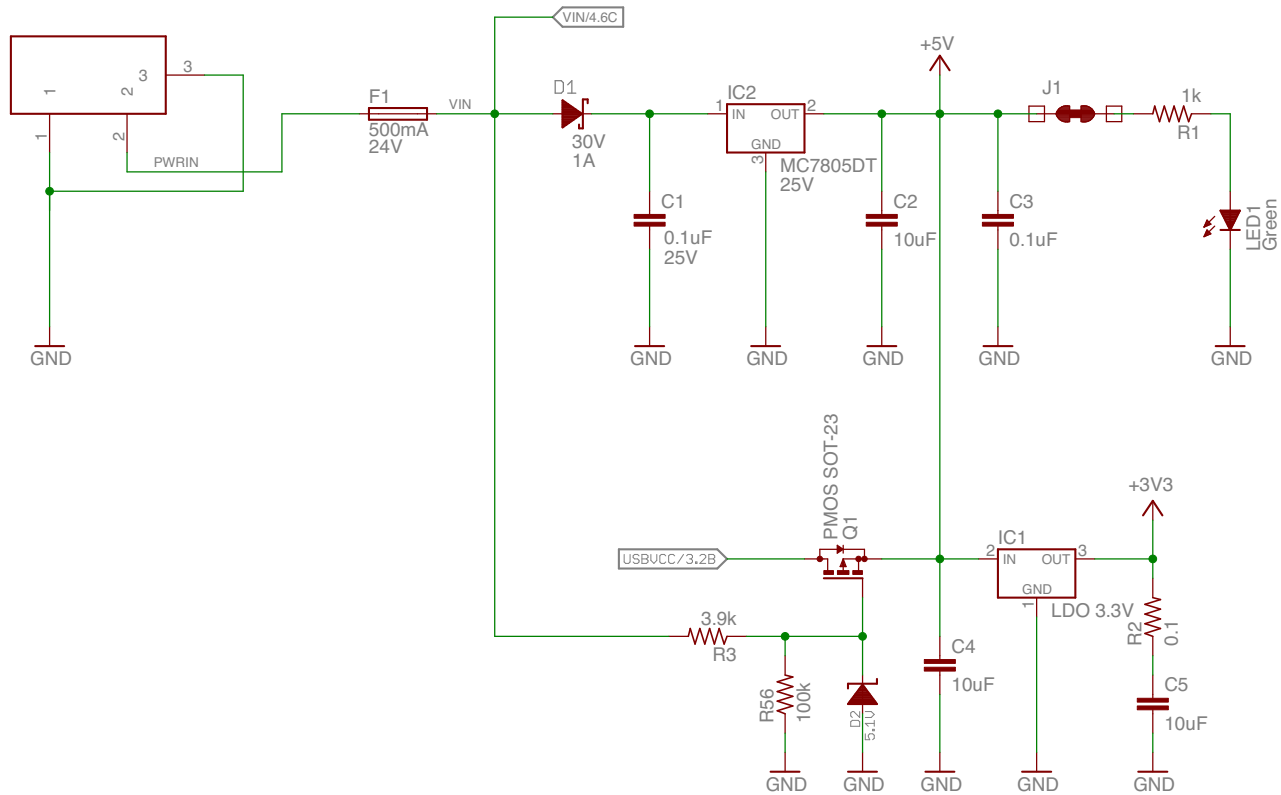 VIN/4.6C
+5V
3
3
1
2
1
2
PWRIN
GND
F1
500mA
24V
VIN
D1
30V
1A
C1
0.1uF
25V
GND
IC2
1
IN
OUT
2
GND
3
MC7805DT
25V
GND
C2
10uF
GND
C3
0.1uF
GND
J1
1k
R1
LED1
Green
GND
PMOS SOT-23
Q1
USBVCC/3.2B
3.9k
R3
R56
100k
GND
D2
5.1V
GND
C4
10uF
GND
IC1
2
IN
OUT
3
GND
1
LDO 3.3V
GND
+3V3
R2
0.1
C5
10uF
GND